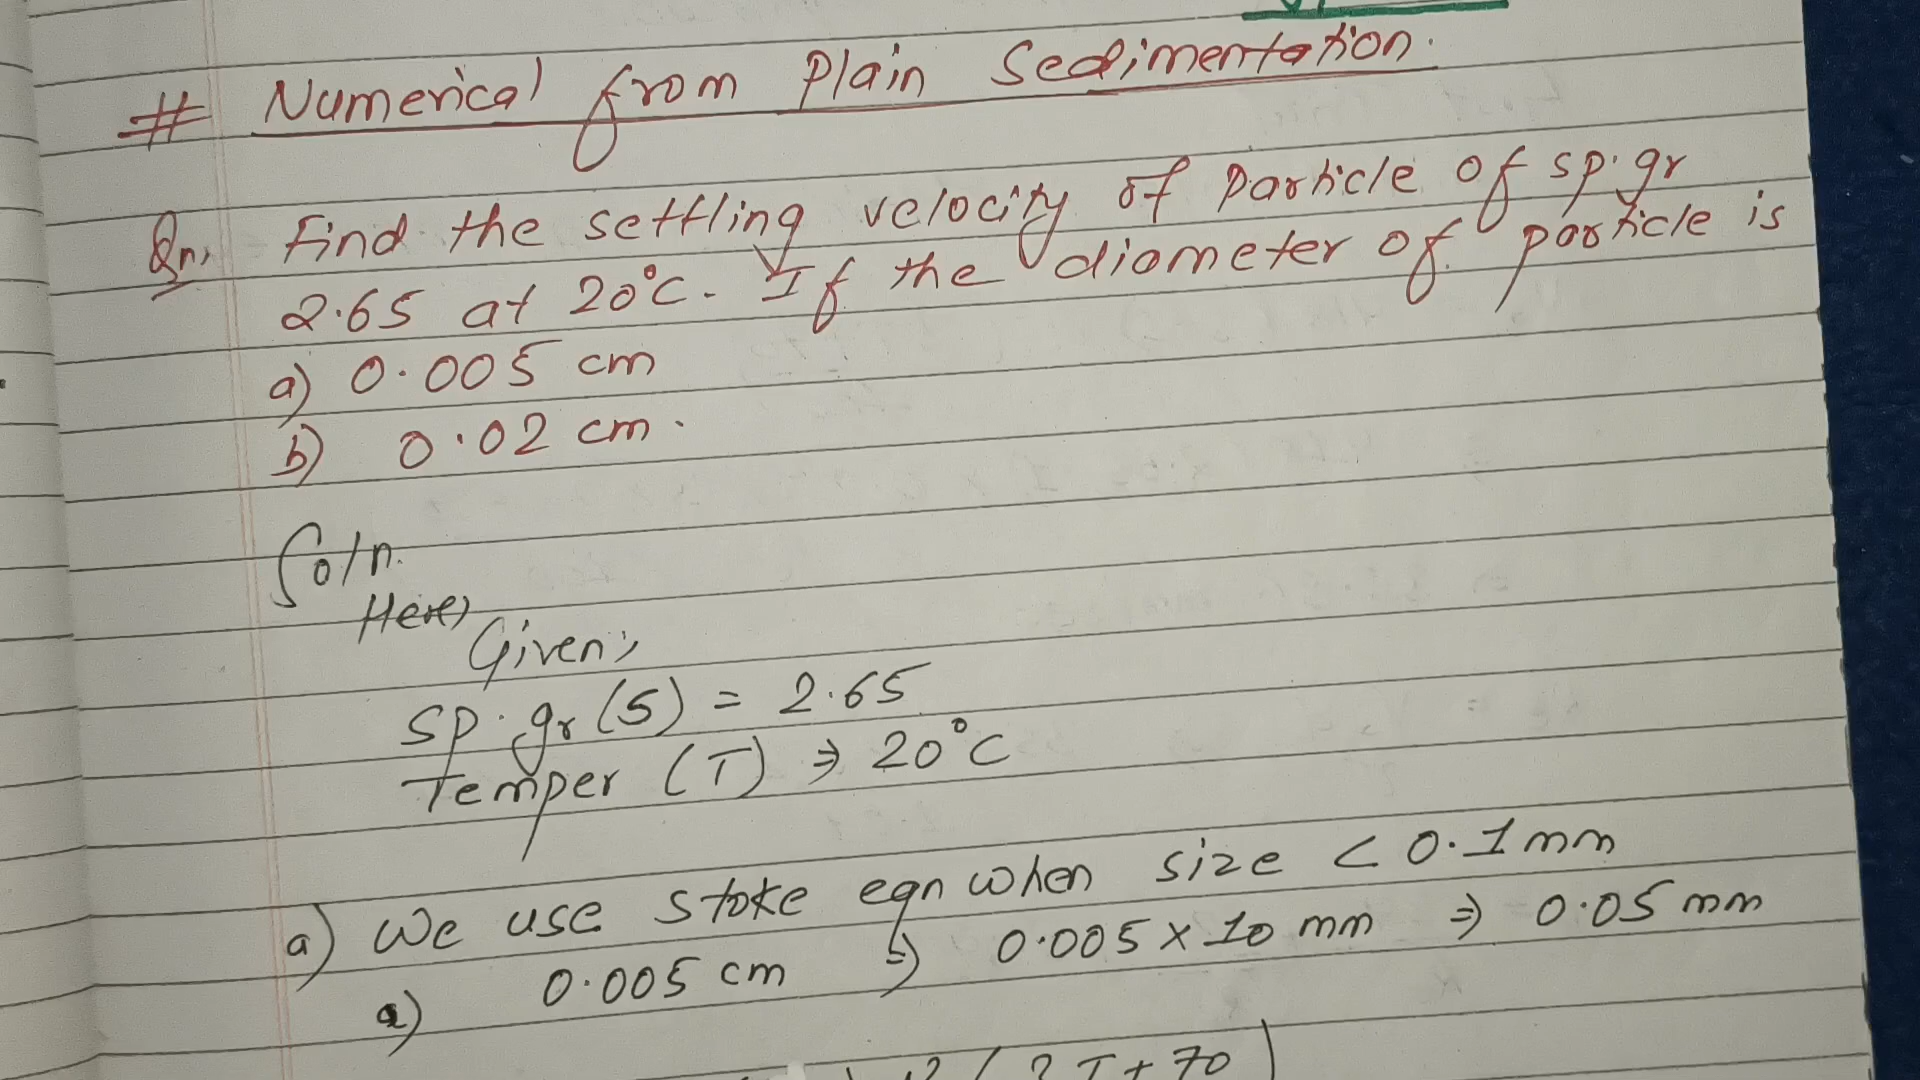 # Numerical from Plain Sedimentation.
Qn, Find the settling velocity of particle of sp.gr
2.65 at 20°C. If the diameter of particle is
a) 0.005 cm
b) 0.02 cm.
Soln.
Here,
Given,
sp.gr (S) = 2.65
Temper (T) ⇒ 20°C
a) We use stoke eqn when size < 0.1mm
a) 0.005 cm 0.005 x 10 mm ⇒ 0.05 mm
2T + 70